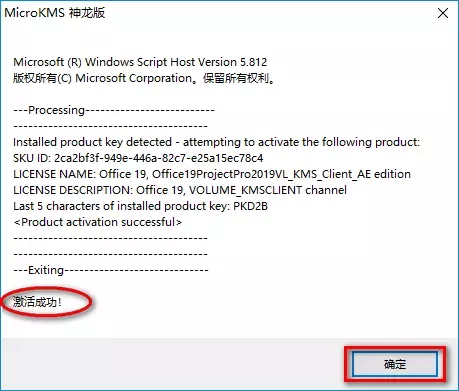 MicroKMS 神龙版
Microsoft (R) Windows Script Host Version 5.812
版权所有(C) Microsoft Corporation。保留所有权利。
---Processing--------------------------
---------------------------------------
Installed product key detected - attempting to activate the following product:
SKU ID: 2ca2bf3f-949e-446a-82c7-e25a15ec78c4
LICENSE NAME: Office 19, Office19ProjectPro2019VL_KMS_Client_AE edition
LICENSE DESCRIPTION: Office 19, VOLUME_KMSCLIENT channel
Last 5 characters of installed product key: PKD2B
<Product activation successful>
---------------------------------------
---------------------------------------
---Exiting-----------------------------
激活成功!
确定